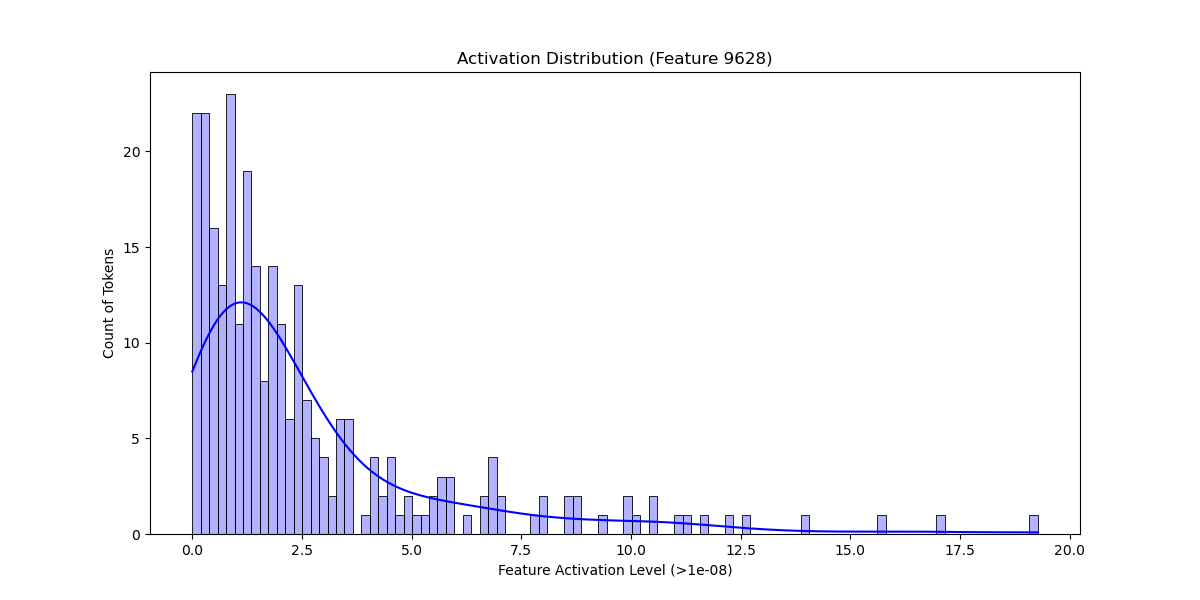 Activation Distribution (Feature 9628)
Count of Tokens
20
15
10
5
0
0.0 2.5 5.0 7.5 10.0 12.5 15.0 17.5 20.0
Feature Activation Level (>1e-08)